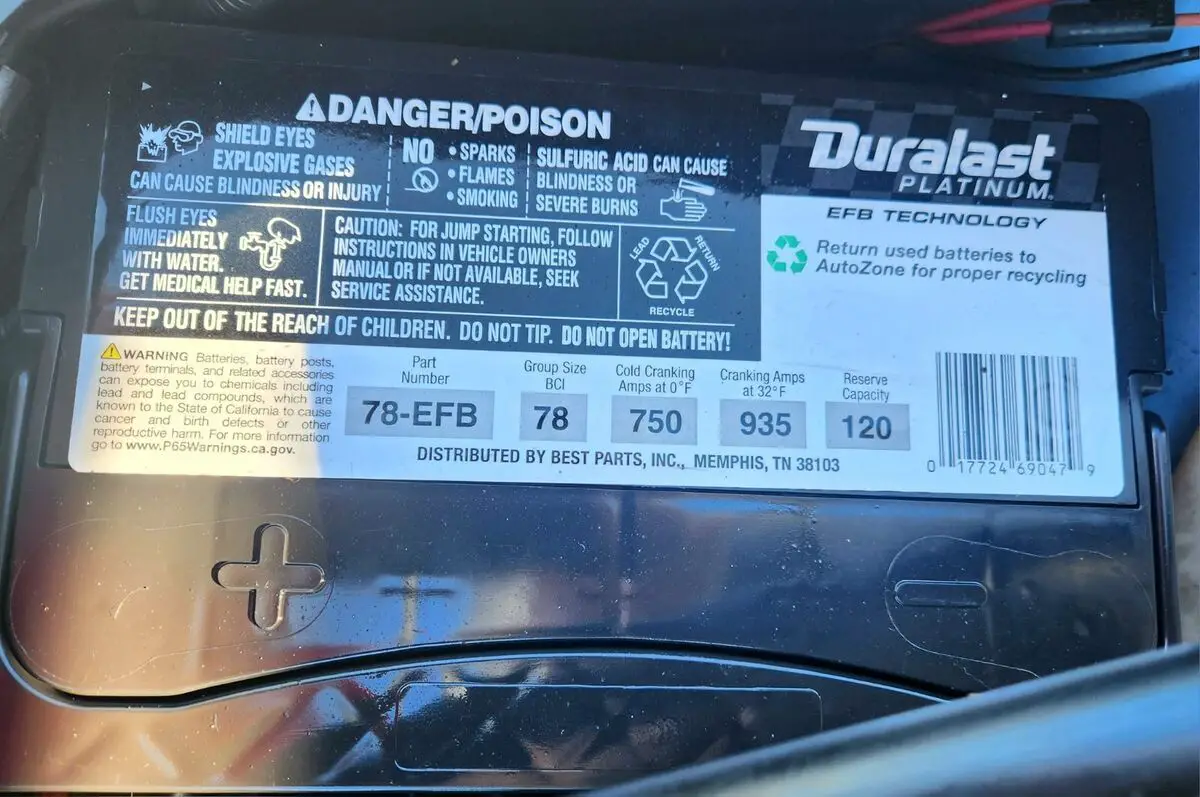 DANGER/POISON
SHIELD EYES
EXPLOSIVE GASES
CAN CAUSE BLINDNESS OR INJURY
NO
• SPARKS
• FLAMES
• SMOKING
SULFURIC ACID CAN CAUSE
BLINDNESS OR
SEVERE BURNS
FLUSH EYES
IMMEDIATELY
WITH WATER.
GET MEDICAL HELP FAST.
CAUTION: FOR JUMP STARTING, FOLLOW
INSTRUCTIONS IN VEHICLE OWNERS
MANUAL OR IF NOT AVAILABLE, SEEK
SERVICE ASSISTANCE.
LEAD
RETURN
RECYCLE
KEEP OUT OF THE REACH OF CHILDREN. DO NOT TIP. DO NOT OPEN BATTERY!
Duralast
PLATINUM®
EFB TECHNOLOGY
Return used batteries to
AutoZone for proper recycling
WARNING Batteries, battery posts,
battery terminals, and related accessories
can expose you to chemicals including
lead and lead compounds, which are
known to the State of California to cause
cancer and birth defects or other
reproductive harm. For more information
go to www.P65Warnings.ca.gov.
Part
Number
78-EFB
Group Size
BCI
78
Cold Cranking
Amps at 0°F
750
Cranking Amps
at 32°F
935
Reserve
Capacity
120
DISTRIBUTED BY BEST PARTS, INC., MEMPHIS, TN 38103
0 17724 69047 9